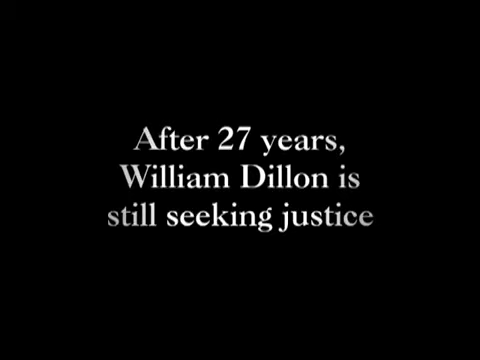 After 27 years,
William Dillon is
still seeking justice